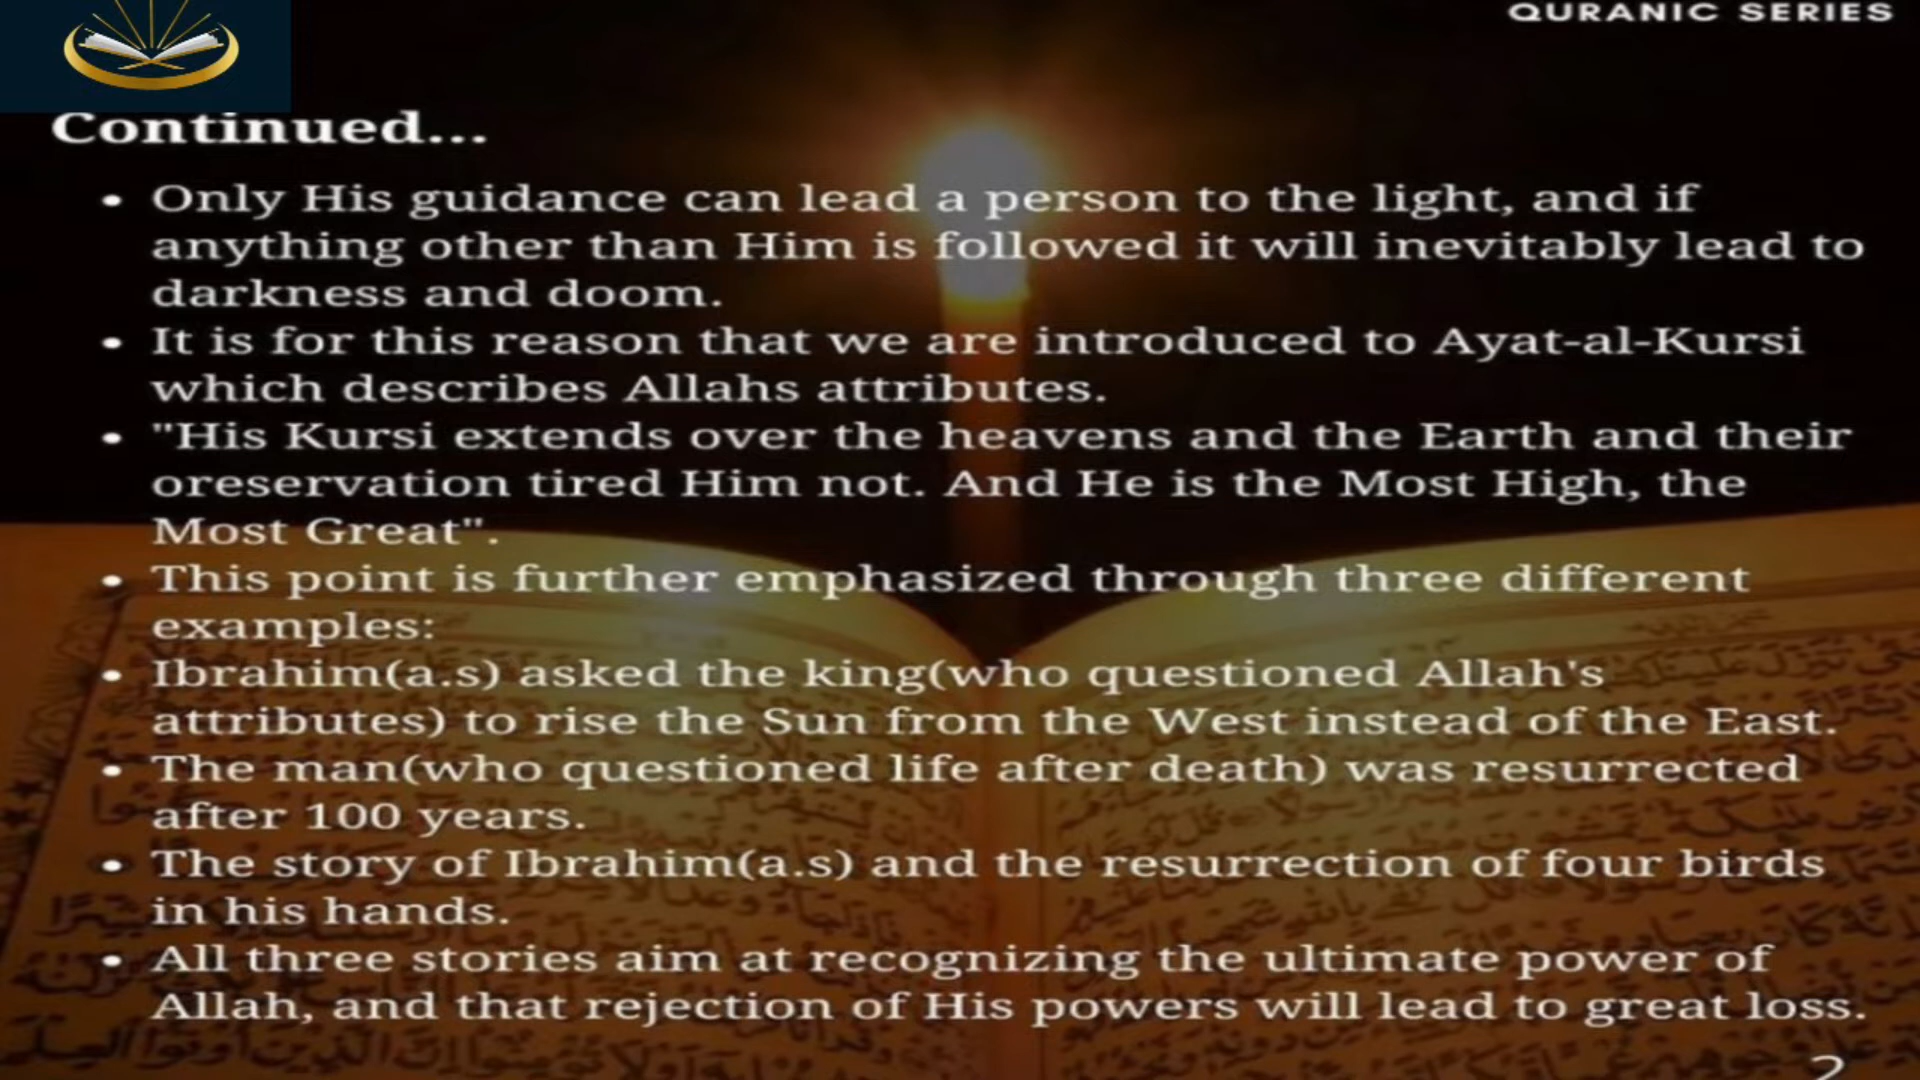 QURANIC SERIES
Continued...
• Only His guidance can lead a person to the light, and if
anything other than Him is followed it will inevitably lead to
darkness and doom.
• It is for this reason that we are introduced to Ayat-al-Kursi
which describes Allahs attributes.
• "His Kursi extends over the heavens and the Earth and their
oreservation tired Him not. And He is the Most High, the
Most Great".
• This point is further emphasized through three different
examples:
• Ibrahim(a.s) asked the king(who questioned Allah's
attributes) to rise the Sun from the West instead of the East.
• The man(who questioned life after death) was resurrected
after 100 years.
• The story of Ibrahim(a.s) and the resurrection of four birds
in his hands.
• All three stories aim at recognizing the ultimate power of
Allah, and that rejection of His powers will lead to great loss.
2